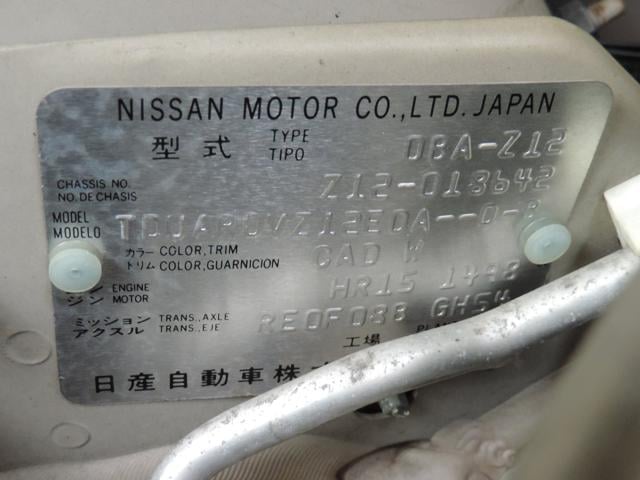 NISSAN MOTOR CO.,LTD. JAPAN
型式 TYPE TIPO DBA-Z12
CHASSIS NO. NO. DE CHASIS Z12-018642
MODEL MODELO
カラー COLOR, TRIM トリム COLOR, GUARNICION CAD W
ジン ENGINE MOTOR HR15 1498
ミッション アクスル TRANS., AXLE TRANS., EJE RE0F08B GH54
工場
日産自動車株